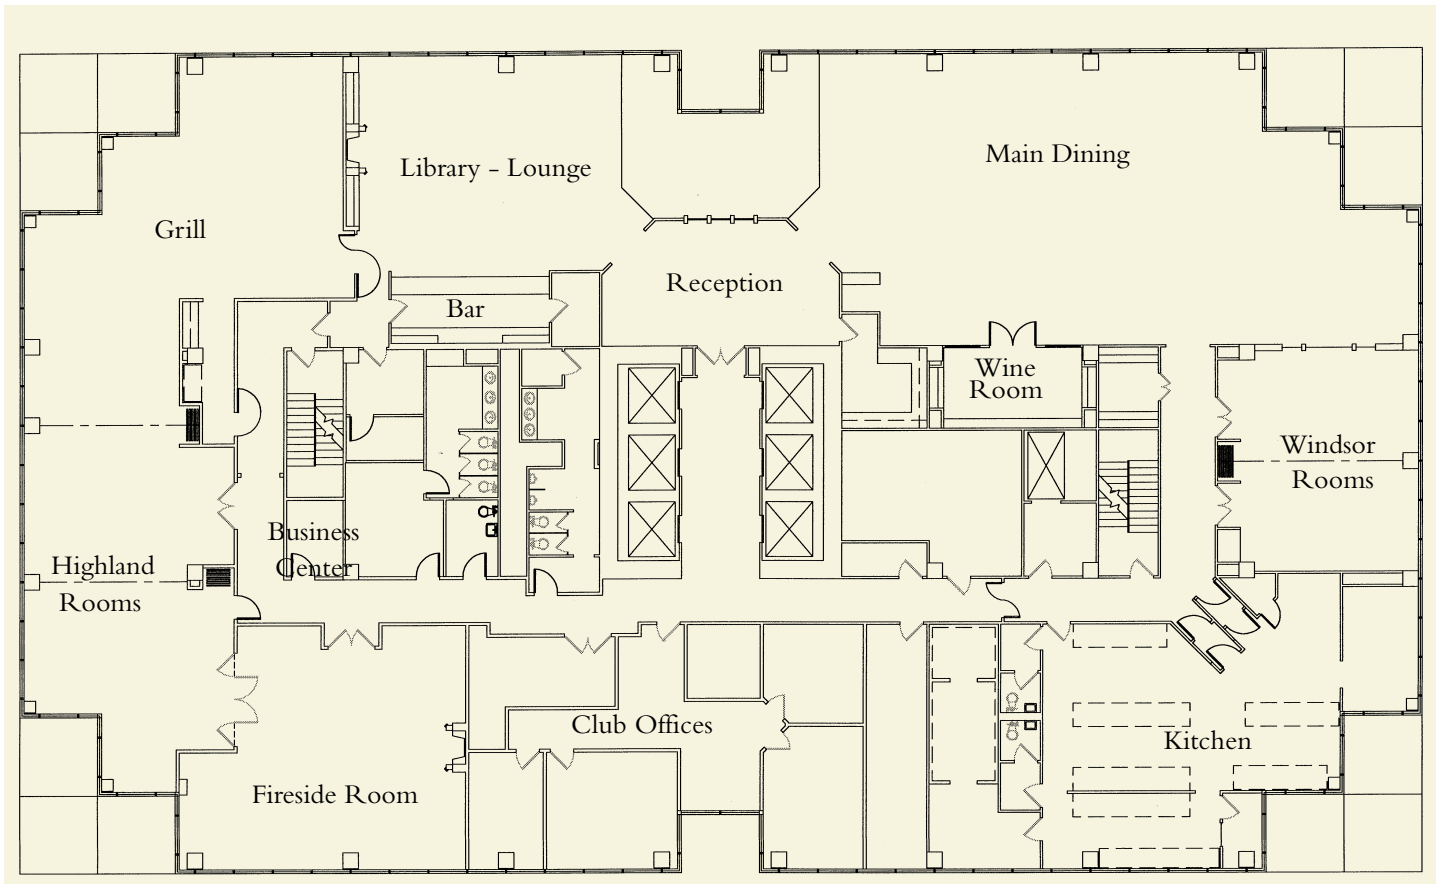 Main Dining
Library - Lounge
Grill
Reception
Bar
Wine
Room
Windsor
Rooms
Business
Center
Highland
Rooms
Club Offices
Kitchen
Fireside Room